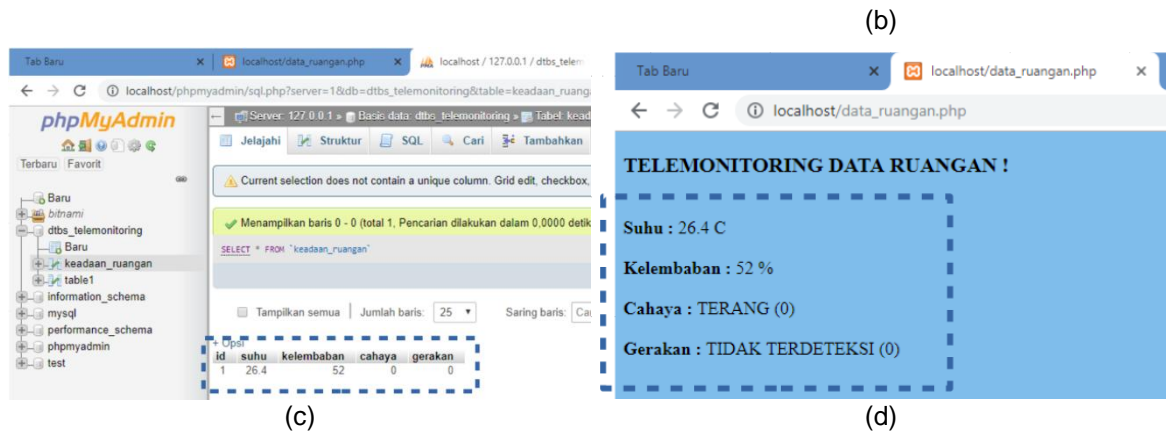 (b)
Tab Baru
localhost/data_ruangan.php
localhost / 127.0.0.1 / dtbs_telem
localhost/phpmyadmin/sql.php?server=1&db=dtbs_telemonitoring&table=keadaan_ruanga
phpMyAdmin
Terbaru Favorit
Baru
bitnami
dtbs_telemonitoring
Baru
keadaan_ruangan
table1
information_schema
mysql
performance_schema
phpmyadmin
test
Server: 127.0.0.1 » Basis data: dtbs_telemonitoring » Tabel: kead
Jelajahi Struktur SQL Cari Tambahkan
Current selection does not contain a unique column. Grid edit, checkbox,
Menampilkan baris 0 - 0 (total 1, Pencarian dilakukan dalam 0,0000 detik
SELECT * FROM `keadaan_ruangan`
Tampilkan semua Jumlah baris: 25 Saring baris: Ca
+ Opsi
id suhu kelembaban cahaya gerakan
1 26.4 52 0 0
(c)
Tab Baru
localhost/data_ruangan.php
localhost/data_ruangan.php
TELEMONITORING DATA RUANGAN !
Suhu : 26.4 C
Kelembaban : 52 %
Cahaya : TERANG (0)
Gerakan : TIDAK TERDETEKSI (0)
(d)